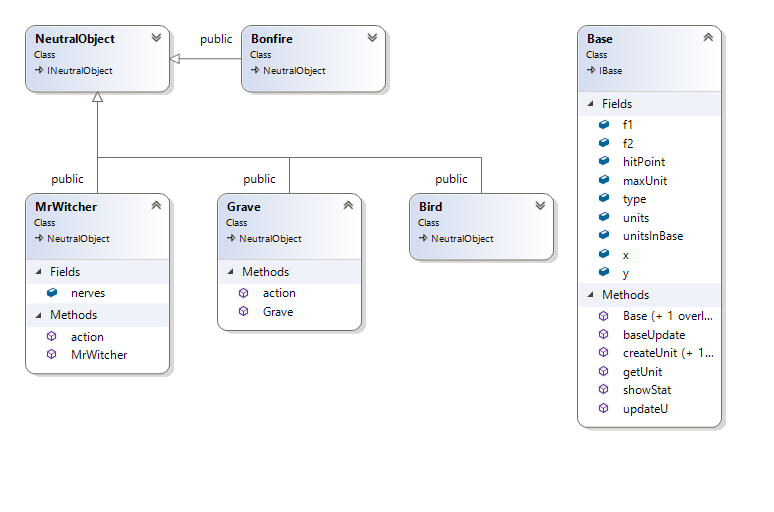 NeutralObject
Class
INeutralObject
public
Bonfire
Class
NeutralObject
public
MrWitcher
Class
NeutralObject
Fields
nerves
Methods
action
MrWitcher
public
Grave
Class
NeutralObject
Methods
action
Grave
public
Bird
Class
NeutralObject
Base
Class
IBase
Fields
f1
f2
hitPoint
maxUnit
type
units
unitsInBase
x
y
Methods
Base (+ 1 overl...
baseUpdate
createUnit (+ 1...
getUnit
showStat
updateU